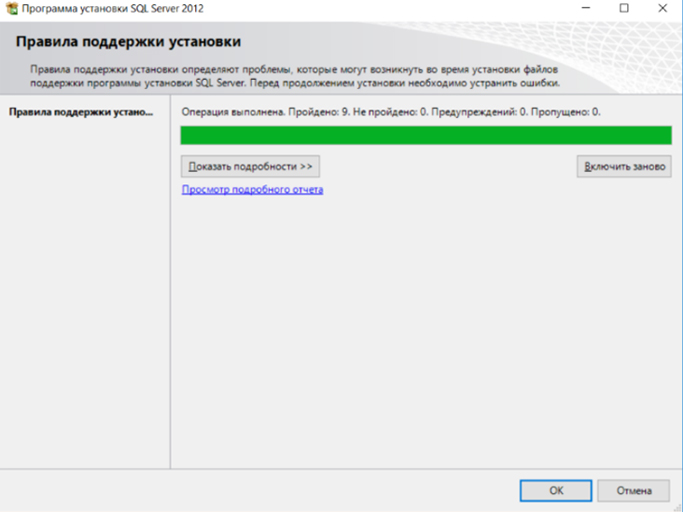 Программа установки SQL Server 2012
Правила поддержки установки
Правила поддержки установки определяют проблемы, которые могут возникнуть во время установки файлов
поддержки программы установки SQL Server. Перед продолжением установки необходимо устранить ошибки.
Правила поддержки устано...
Операция выполнена. Пройдено: 9. Не пройдено: 0. Предупреждений: 0. Пропущено: 0.
Показать подробности >>
Включить заново
Просмотр подробного отчета
ОК
Отмена